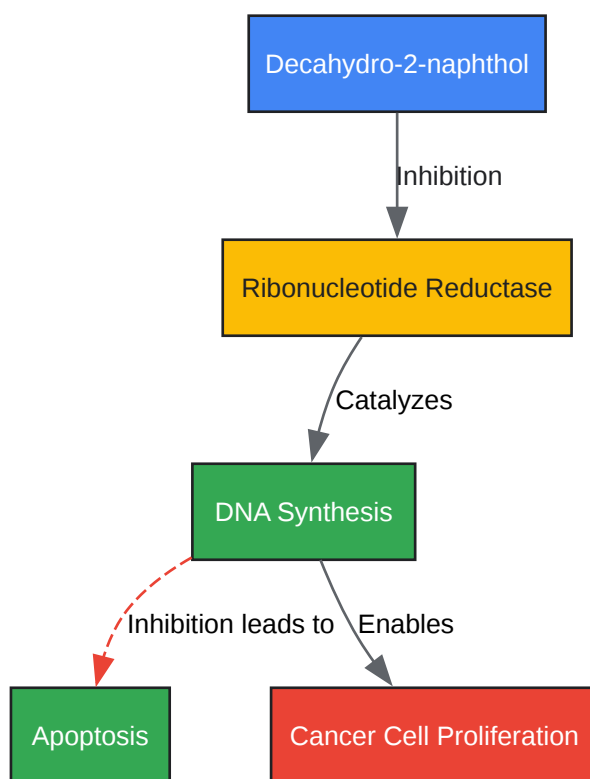 Decahydro-2-naphthol
Inhibition
Ribonucleotide Reductase
Catalyzes
DNA Synthesis
Inhibition leads to
Enables
Apoptosis
Cancer Cell Proliferation